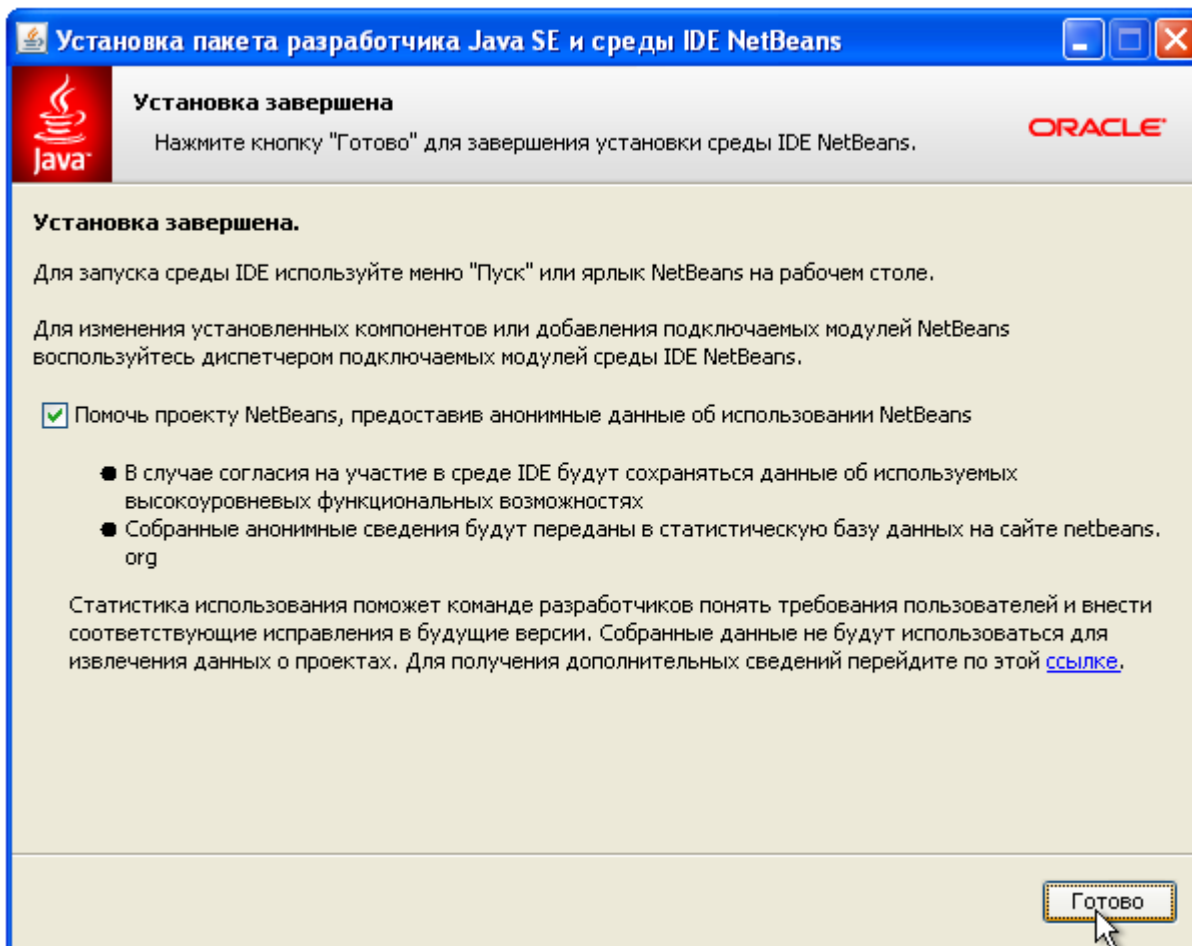 Установка пакета разработчика Java SE и среды IDE NetBeans
Java
Установка завершена
Нажмите кнопку "Готово" для завершения установки среды IDE NetBeans.
ORACLE
Установка завершена.
Для запуска среды IDE используйте меню "Пуск" или ярлык NetBeans на рабочем столе.
Для изменения установленных компонентов или добавления подключаемых модулей NetBeans
воспользуйтесь диспетчером подключаемых модулей среды IDE NetBeans.
Помочь проекту NetBeans, предоставив анонимные данные об использовании NetBeans
● В случае согласия на участие в среде IDE будут сохраняться данные об используемых
высокоуровневых функциональных возможностях
● Собранные анонимные сведения будут переданы в статистическую базу данных на сайте netbeans.
org
Статистика использования поможет команде разработчиков понять требования пользователей и внести
соответствующие исправления в будущие версии. Собранные данные не будут использоваться для
извлечения данных о проектах. Для получения дополнительных сведений перейдите по этой ссылке.
Готово